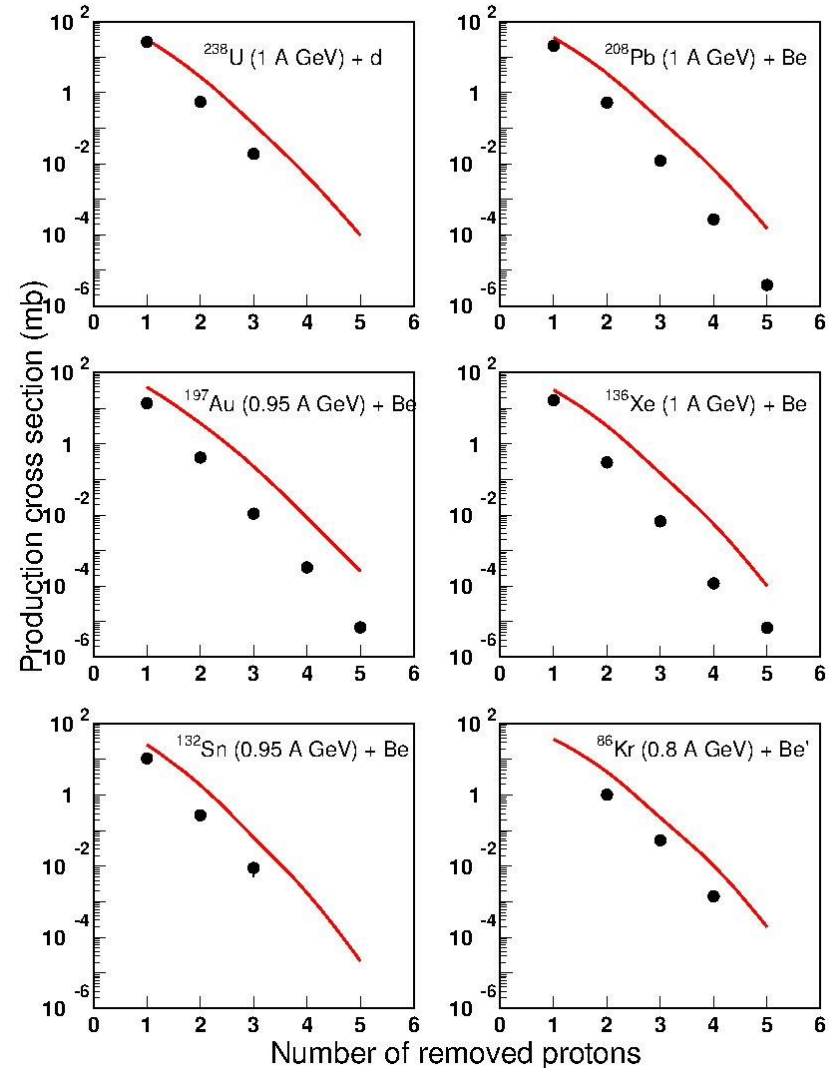 Production cross section (mb)
10 2
1
10 -2
10 -4
10 -6
0 1 2 3 4 5 6
238U (1 A GeV) + d
10 2
1
10 -2
10 -4
10 -6
0 1 2 3 4 5 6
208Pb (1 A GeV) + Be
10 2
1
10 -2
10 -4
10 -6
0 1 2 3 4 5 6
197Au (0.95 A GeV) + Be
10 2
1
10 -2
10 -4
10 -6
0 1 2 3 4 5 6
136Xe (1 A GeV) + Be
10 2
1
10 -2
10 -4
10 -6
0 1 2 3 4 5 6
132Sn (0.95 A GeV) + Be
10 2
1
10 -2
10 -4
10 -6
0 1 2 3 4 5 6
86Kr (0.8 A GeV) + Be'
Number of removed protons